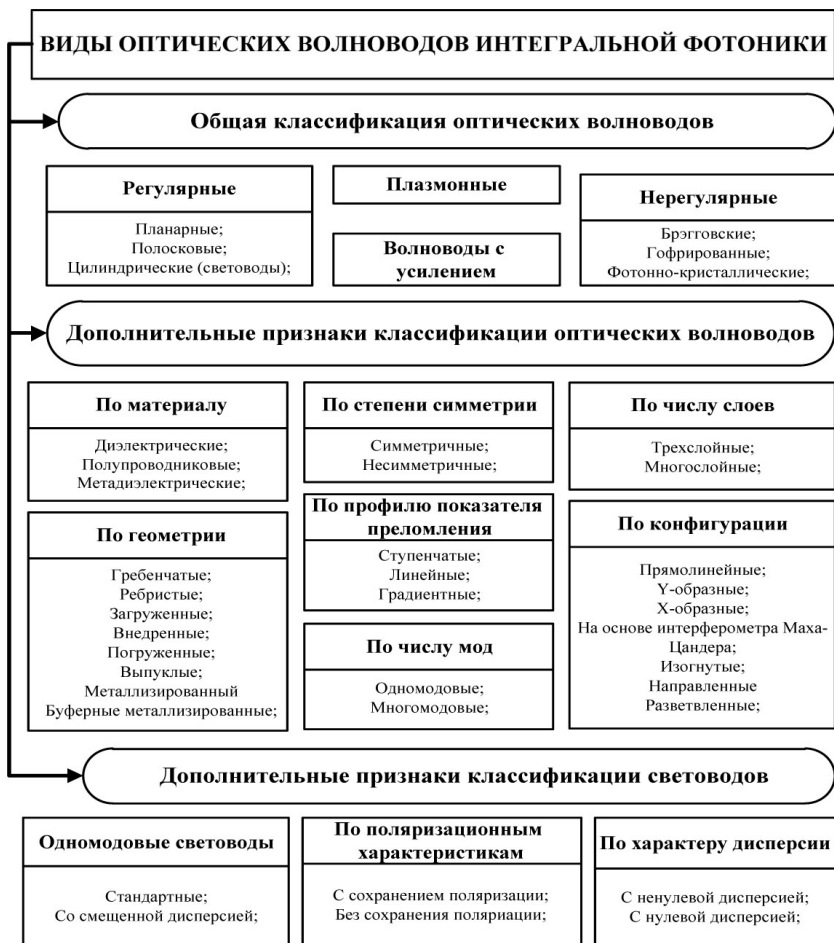 ВИДЫ ОПТИЧЕСКИХ ВОЛНОВОДОВ ИНТЕГРАЛЬНОЙ ФОТОНИКИ
Общая классификация оптических волноводов
Регулярные
Планарные;
Полосковые;
Цилиндрические (световоды);
Плазмонные
Волноводы с
усилением
Нерегулярные
Брэгговские;
Гофрированные;
Фотонно-кристаллические;
Дополнительные признаки классификации оптических волноводов
По материалу
Диэлектрические;
Полупроводниковые;
Метадиэлектрические;
По степени симметрии
Симметричные;
Несимметричные;
По числу слоев
Трехслойные;
Многослойные;
По геометрии
Гребенчатые;
Ребристые;
Загруженные;
Внедренные;
Погруженные;
Выпуклые;
Металлизированный
Буферные металлизированные;
По профилю показателя
преломления
Ступенчатые;
Линейные;
Градиентные;
По числу мод
Одномодовые;
Многомодовые;
По конфигурации
Прямолинейные;
Y-образные;
X-образные;
На основе интерферометра Маха-
Цандера;
Изогнутые;
Направленные
Разветвленные;
Дополнительные признаки классификации световодов
Одномодовые световоды
Стандартные;
Со смещенной дисперсией;
По поляризационным
характеристикам
С сохранением поляризации;
Без сохранения поляриации;
По характеру дисперсии
С ненулевой дисперсией;
С нулевой дисперсией;